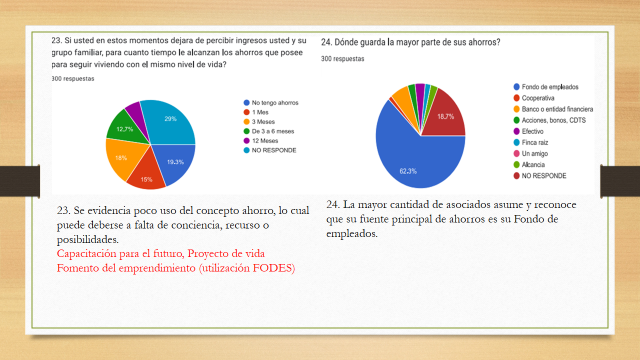 23. Si usted en estos momentos dejara de percibir ingresos usted y su
grupo familiar, para cuanto tiempo le alcanzan los ahorros que posee
para seguir viviendo con el mismo nivel de vida?
300 respuestas
29%
19,3%
15%
18%
12,7%
No tengo ahorros
1 Mes
3 Meses
De 3 a 6 meses
12 Meses
NO RESPONDE
23. Se evidencia poco uso del concepto ahorro, lo cual
puede deberse a falta de conciencia, recurso o
posibilidades.
Capacitación para el futuro, Proyecto de vida
Fomento del emprendimiento (utilización FODES)
24. Dónde guarda la mayor parte de sus ahorros?
300 respuestas
18,7%
62,3%
Fondo de empleados
Cooperativa
Banco o entidad financiera
Acciones, bonos, CDTS
Efectivo
Finca raiz
Un amigo
Alcancia
NO RESPONDE
24. La mayor cantidad de asociados asume y reconoce
que su fuente principal de ahorros es su Fondo de
empleados.